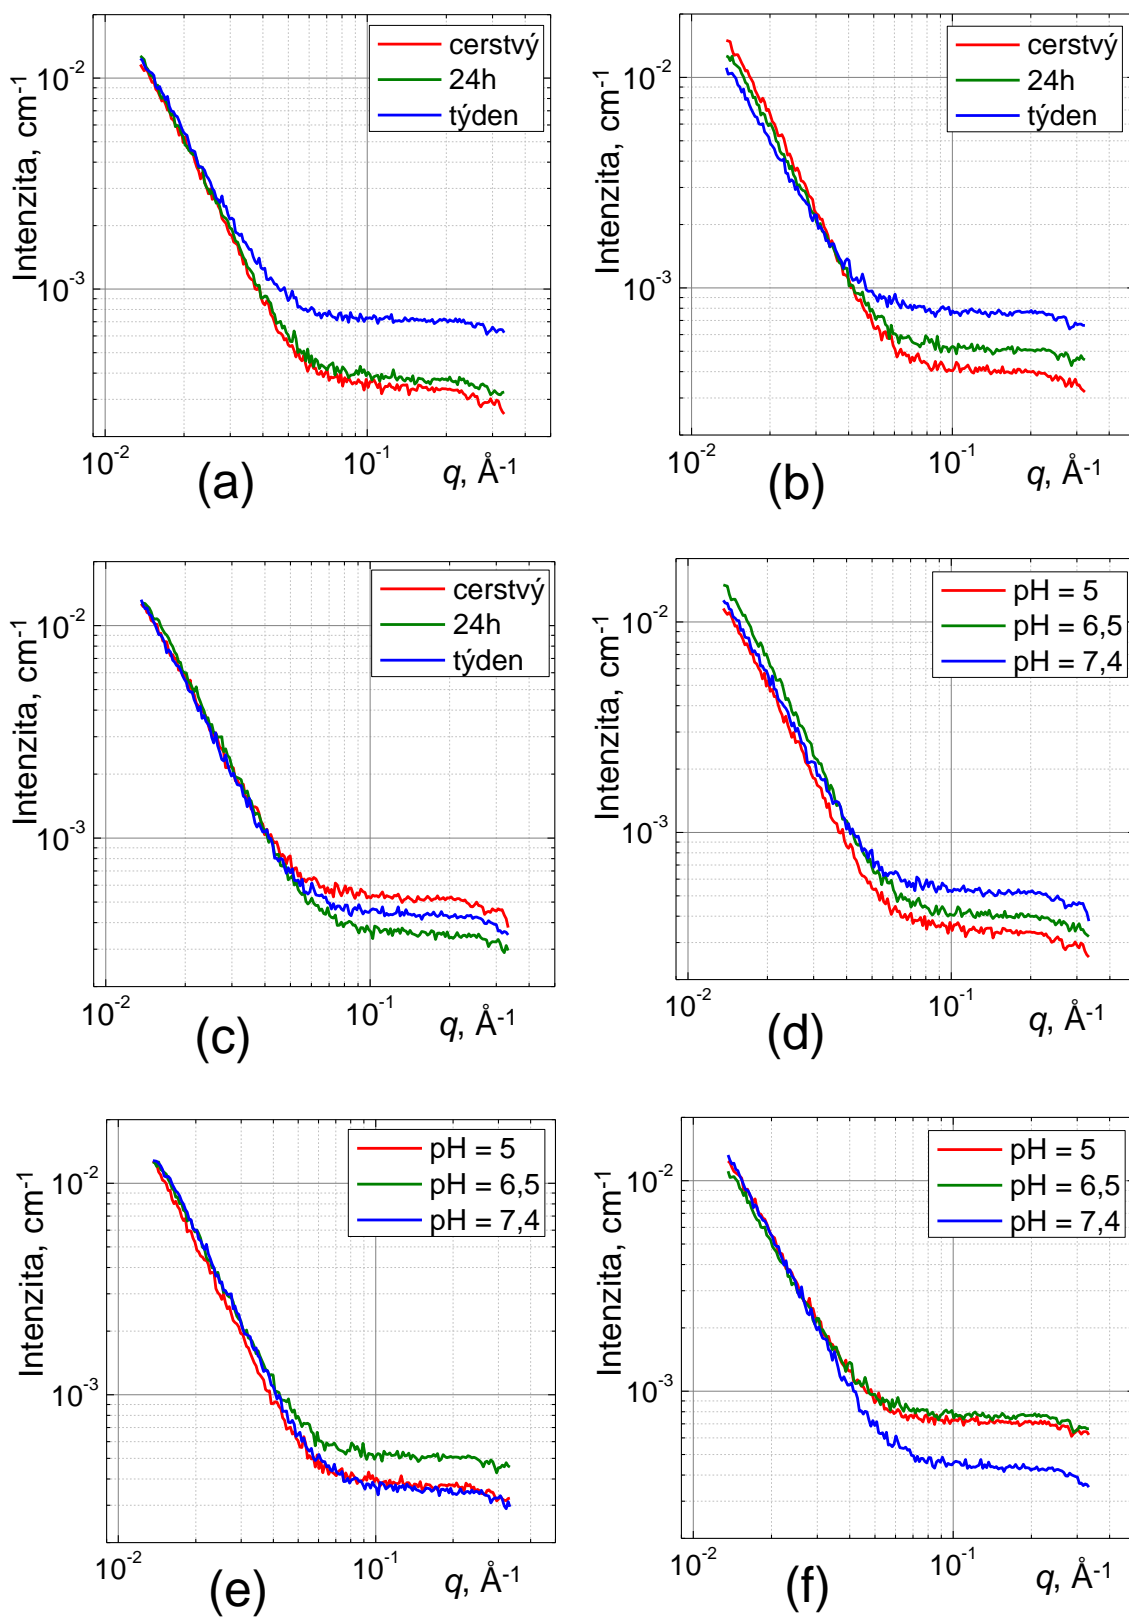 cerstvý
24h
týden
10-2
10-3
Intenzita, cm-1
10-2
10-1
q, Å-1
(a)
cerstvý
24h
týden
10-2
10-3
Intenzita, cm-1
10-2
10-1
q, Å-1
(b)
cerstvý
24h
týden
10-2
10-3
Intenzita, cm-1
10-2
10-1
q, Å-1
(c)
pH = 5
pH = 6,5
pH = 7,4
10-2
10-3
Intenzita, cm-1
10-2
10-1
q, Å-1
(d)
pH = 5
pH = 6,5
pH = 7,4
10-2
10-3
Intenzita, cm-1
10-2
10-1
q, Å-1
(e)
pH = 5
pH = 6,5
pH = 7,4
10-2
10-3
Intenzita, cm-1
10-2
10-1
q, Å-1
(f)